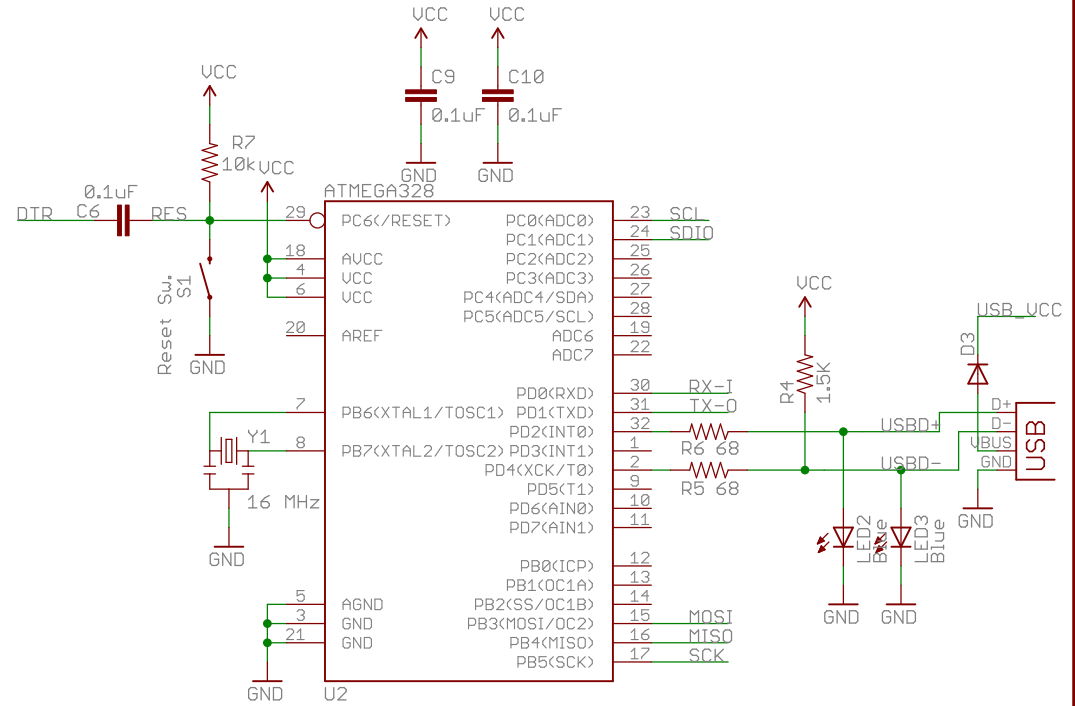 VCC
VCC
C9
C10
0.1uF
0.1uF
GND
GND
VCC
R7
10k
VCC
0.1uF
C6
DTR
RES
Reset Sw.
S1
GND
ATMEGA328
29
PC6(/RESET)
18
AVCC
4
VCC
6
VCC
20
AREF
7
PB6(XTAL1/TOSC1)
8
PB7(XTAL2/TOSC2)
Y1
16 MHz
GND
5
AGND
3
GND
21
GND
GND
U2
PC0(ADC0)
23
SCL
PC1(ADC1)
24
SDIO
PC2(ADC2)
25
PC3(ADC3)
26
PC4(ADC4/SDA)
27
PC5(ADC5/SCL)
28
ADC6
19
ADC7
22
PD0(RXD)
30
RX-I
PD1(TXD)
31
TX-O
PD2(INT0)
32
R6 68
PD3(INT1)
1
PD4(XCK/T0)
2
R5 68
PD5(T1)
9
PD6(AIN0)
10
PD7(AIN1)
11
PB0(ICP)
12
PB1(OC1A)
13
PB2(SS/OC1B)
14
PB3(MOSI/OC2)
15
MOSI
PB4(MISO)
16
MISO
PB5(SCK)
17
SCK
VCC
R4
1.5K
USB_VCC
D3
USBD+
USBD-
D+
D-
VBUS
GND
USB
GND
LED2
Blue
LED3
Blue
GND
GND